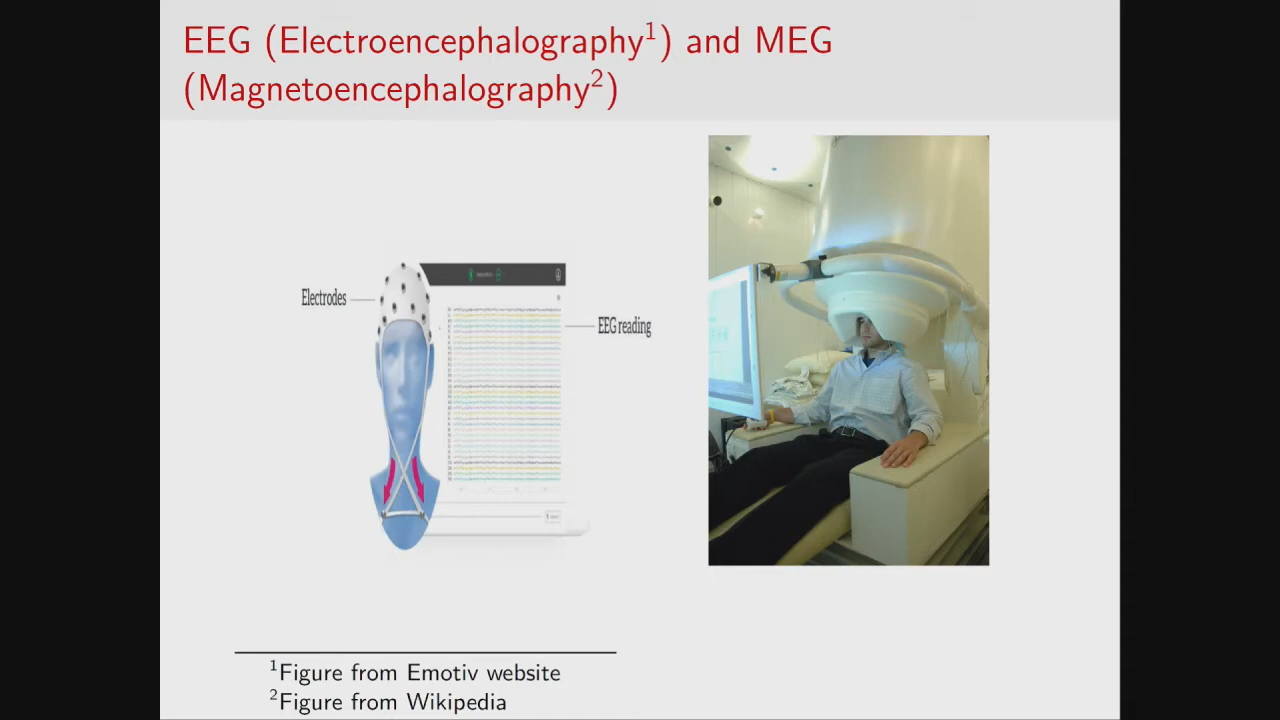 EEG (Electroencephalography¹) and MEG
(Magnetoencephalography²)
Electrodes
EEG reading
¹Figure from Emotiv website
²Figure from Wikipedia